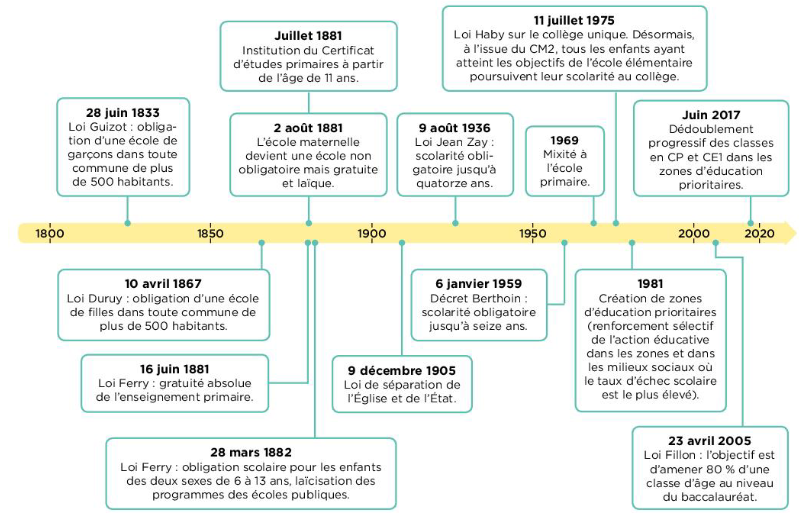 Juillet 1881
Institution du Certificat
d'études primaires à partir
de l'âge de 11 ans.
11 juillet 1975
Loi Haby sur le collège unique. Désormais,
à l'issue du CM2, tous les enfants ayant
atteint les objectifs de l'école élémentaire
poursuivent leur scolarité au collège.
28 juin 1833
Loi Guizot : obliga-
tion d'une école de
garçons dans toute
commune de plus
de 500 habitants.
2 août 1881
L'école maternelle
devient une école non
obligatoire mais gratuite
et laïque.
9 août 1936
Loi Jean Zay :
scolarité obli-
gatoire jusqu'à
quatorze ans.
1969
Mixité à
l'école
primaire.
Juin 2017
Dédoublement
progressif des classes
en CP et CE1 dans les
zones d'éducation
prioritaires.
1800 1850 1900 1950 2000 2020
10 avril 1867
Loi Duruy : obligation d'une école
de filles dans toute commune de
plus de 500 habitants.
6 janvier 1959
Décret Berthoin :
scolarité obligatoire
jusqu'à seize ans.
1981
Création de zones
d'éducation prioritaires
(renforcement sélectif
de l'action éducative
dans les zones et dans
les milieux sociaux où
le taux d'échec scolaire
est le plus élevé).
16 juin 1881
Loi Ferry : gratuité absolue
de l'enseignement primaire.
9 décembre 1905
Loi de séparation de
l'Église et de l'État.
28 mars 1882
Loi Ferry : obligation scolaire pour les enfants
des deux sexes de 6 à 13 ans, laïcisation des
programmes des écoles publiques.
23 avril 2005
Loi Fillon : l'objectif est
d'amener 80 % d'une
classe d'âge au niveau
du baccalauréat.